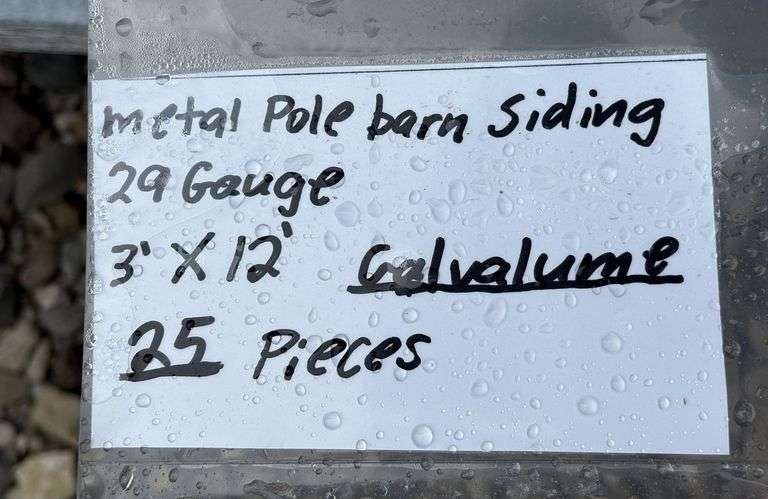 metal Pole barn Siding
29 Gauge
3' X 12' Galvalume
25 Pieces